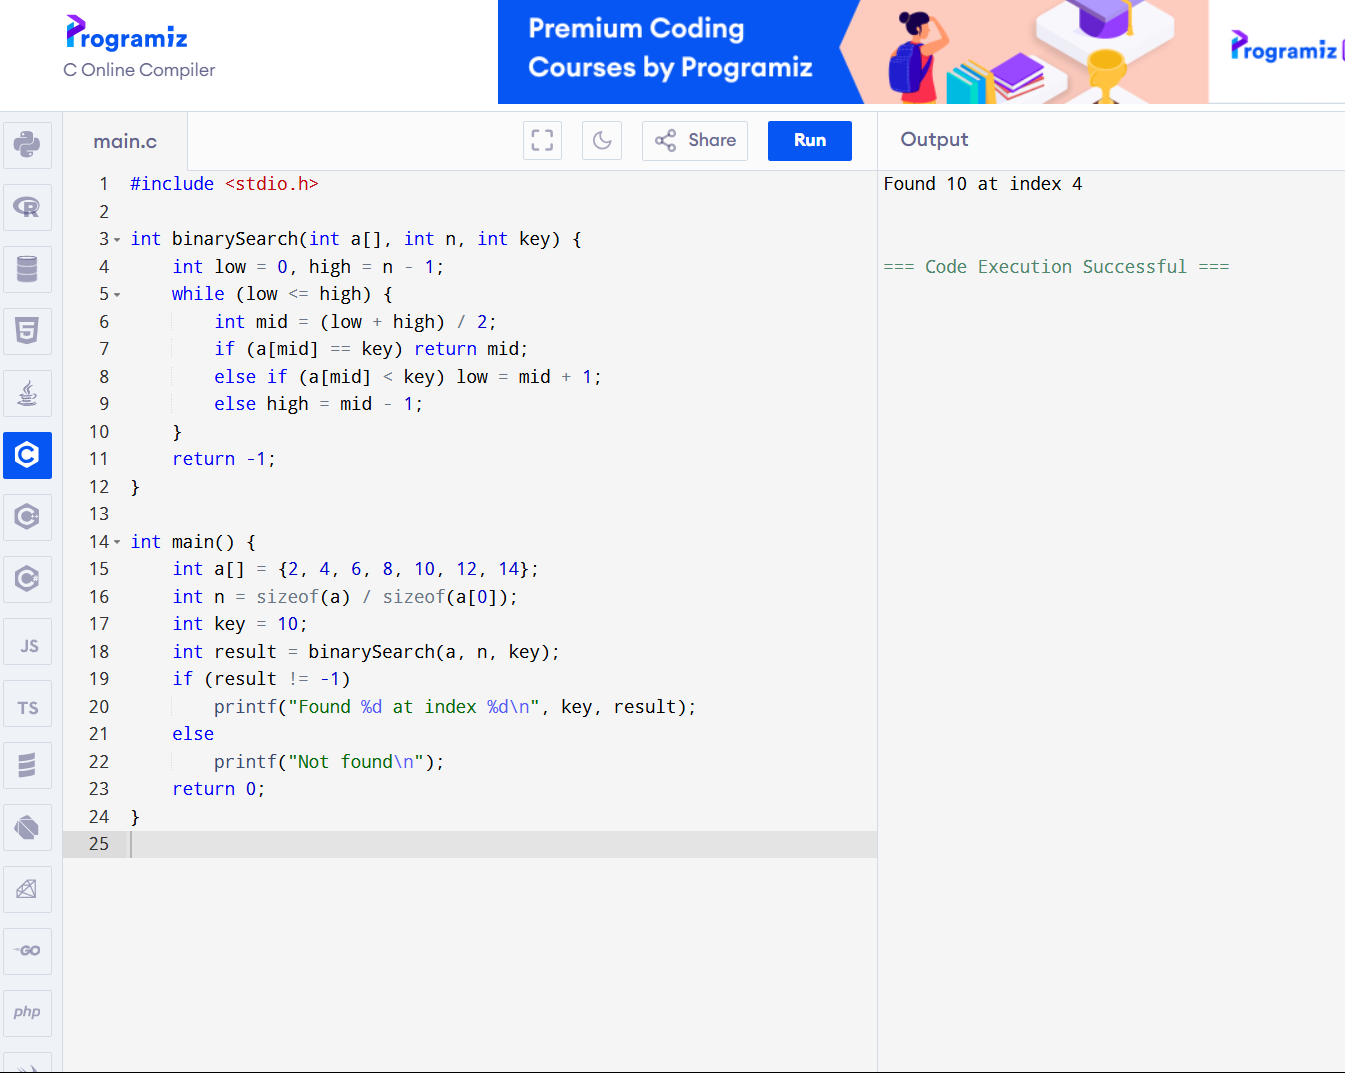 Programiz
C Online Compiler
Premium Coding
Courses by Programiz
Programiz
main.c
Share
Run
Output
1 #include <stdio.h>
2
3 int binarySearch(int a[], int n, int key) {
4     int low = 0, high = n - 1;
5     while (low <= high) {
6         int mid = (low + high) / 2;
7         if (a[mid] == key) return mid;
8         else if (a[mid] < key) low = mid + 1;
9         else high = mid - 1;
10     }
11     return -1;
12 }
13
14 int main() {
15     int a[] = {2, 4, 6, 8, 10, 12, 14};
16     int n = sizeof(a) / sizeof(a[0]);
17     int key = 10;
18     int result = binarySearch(a, n, key);
19     if (result != -1)
20         printf("Found %d at index %d\n", key, result);
21     else
22         printf("Not found\n");
23     return 0;
24 }
25
Found 10 at index 4
=== Code Execution Successful ===
R
5
C
C
C#
JS
TS
GO
php